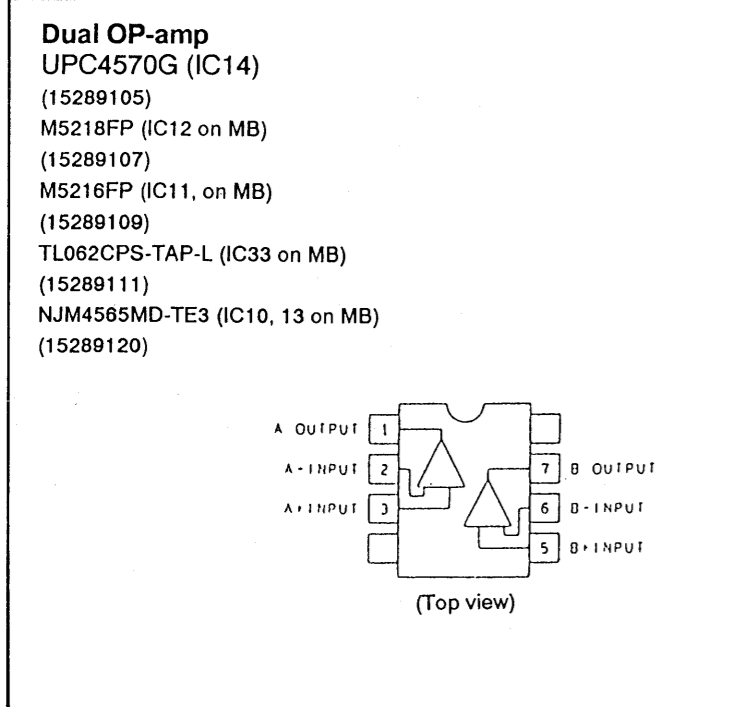 Dual OP-amp
UPC4570G (IC14)
(15289105)
M5218FP (IC12 on MB)
(15289107)
M5216FP (IC11, on MB)
(15289109)
TL062CPS-TAP-L (IC33 on MB)
(15289111)
NJM4565MD-TE3 (IC10, 13 on MB)
(15289120)
A OUTPUT 1
A-INPUT 2 7 B OUTPUT
A+INPUT 3 6 B-INPUT
5 B+INPUT
(Top view)